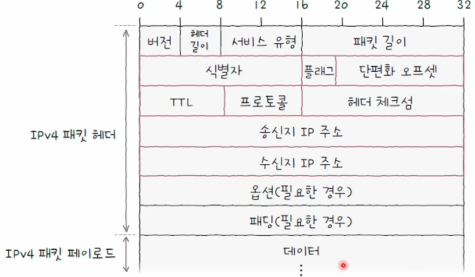 0 4 8 12 16 20 24 28 32
버전 헤더 길이 서비스 유형 패킷 길이
식별자 플래그 단편화 오프셋
TTL 프로토콜 헤더 체크섬
IPv4 패킷 헤더
송신지 IP 주소
수신지 IP 주소
옵션(필요한 경우)
패딩(필요한 경우)
IPv4 패킷 페이로드
데이터
⋮